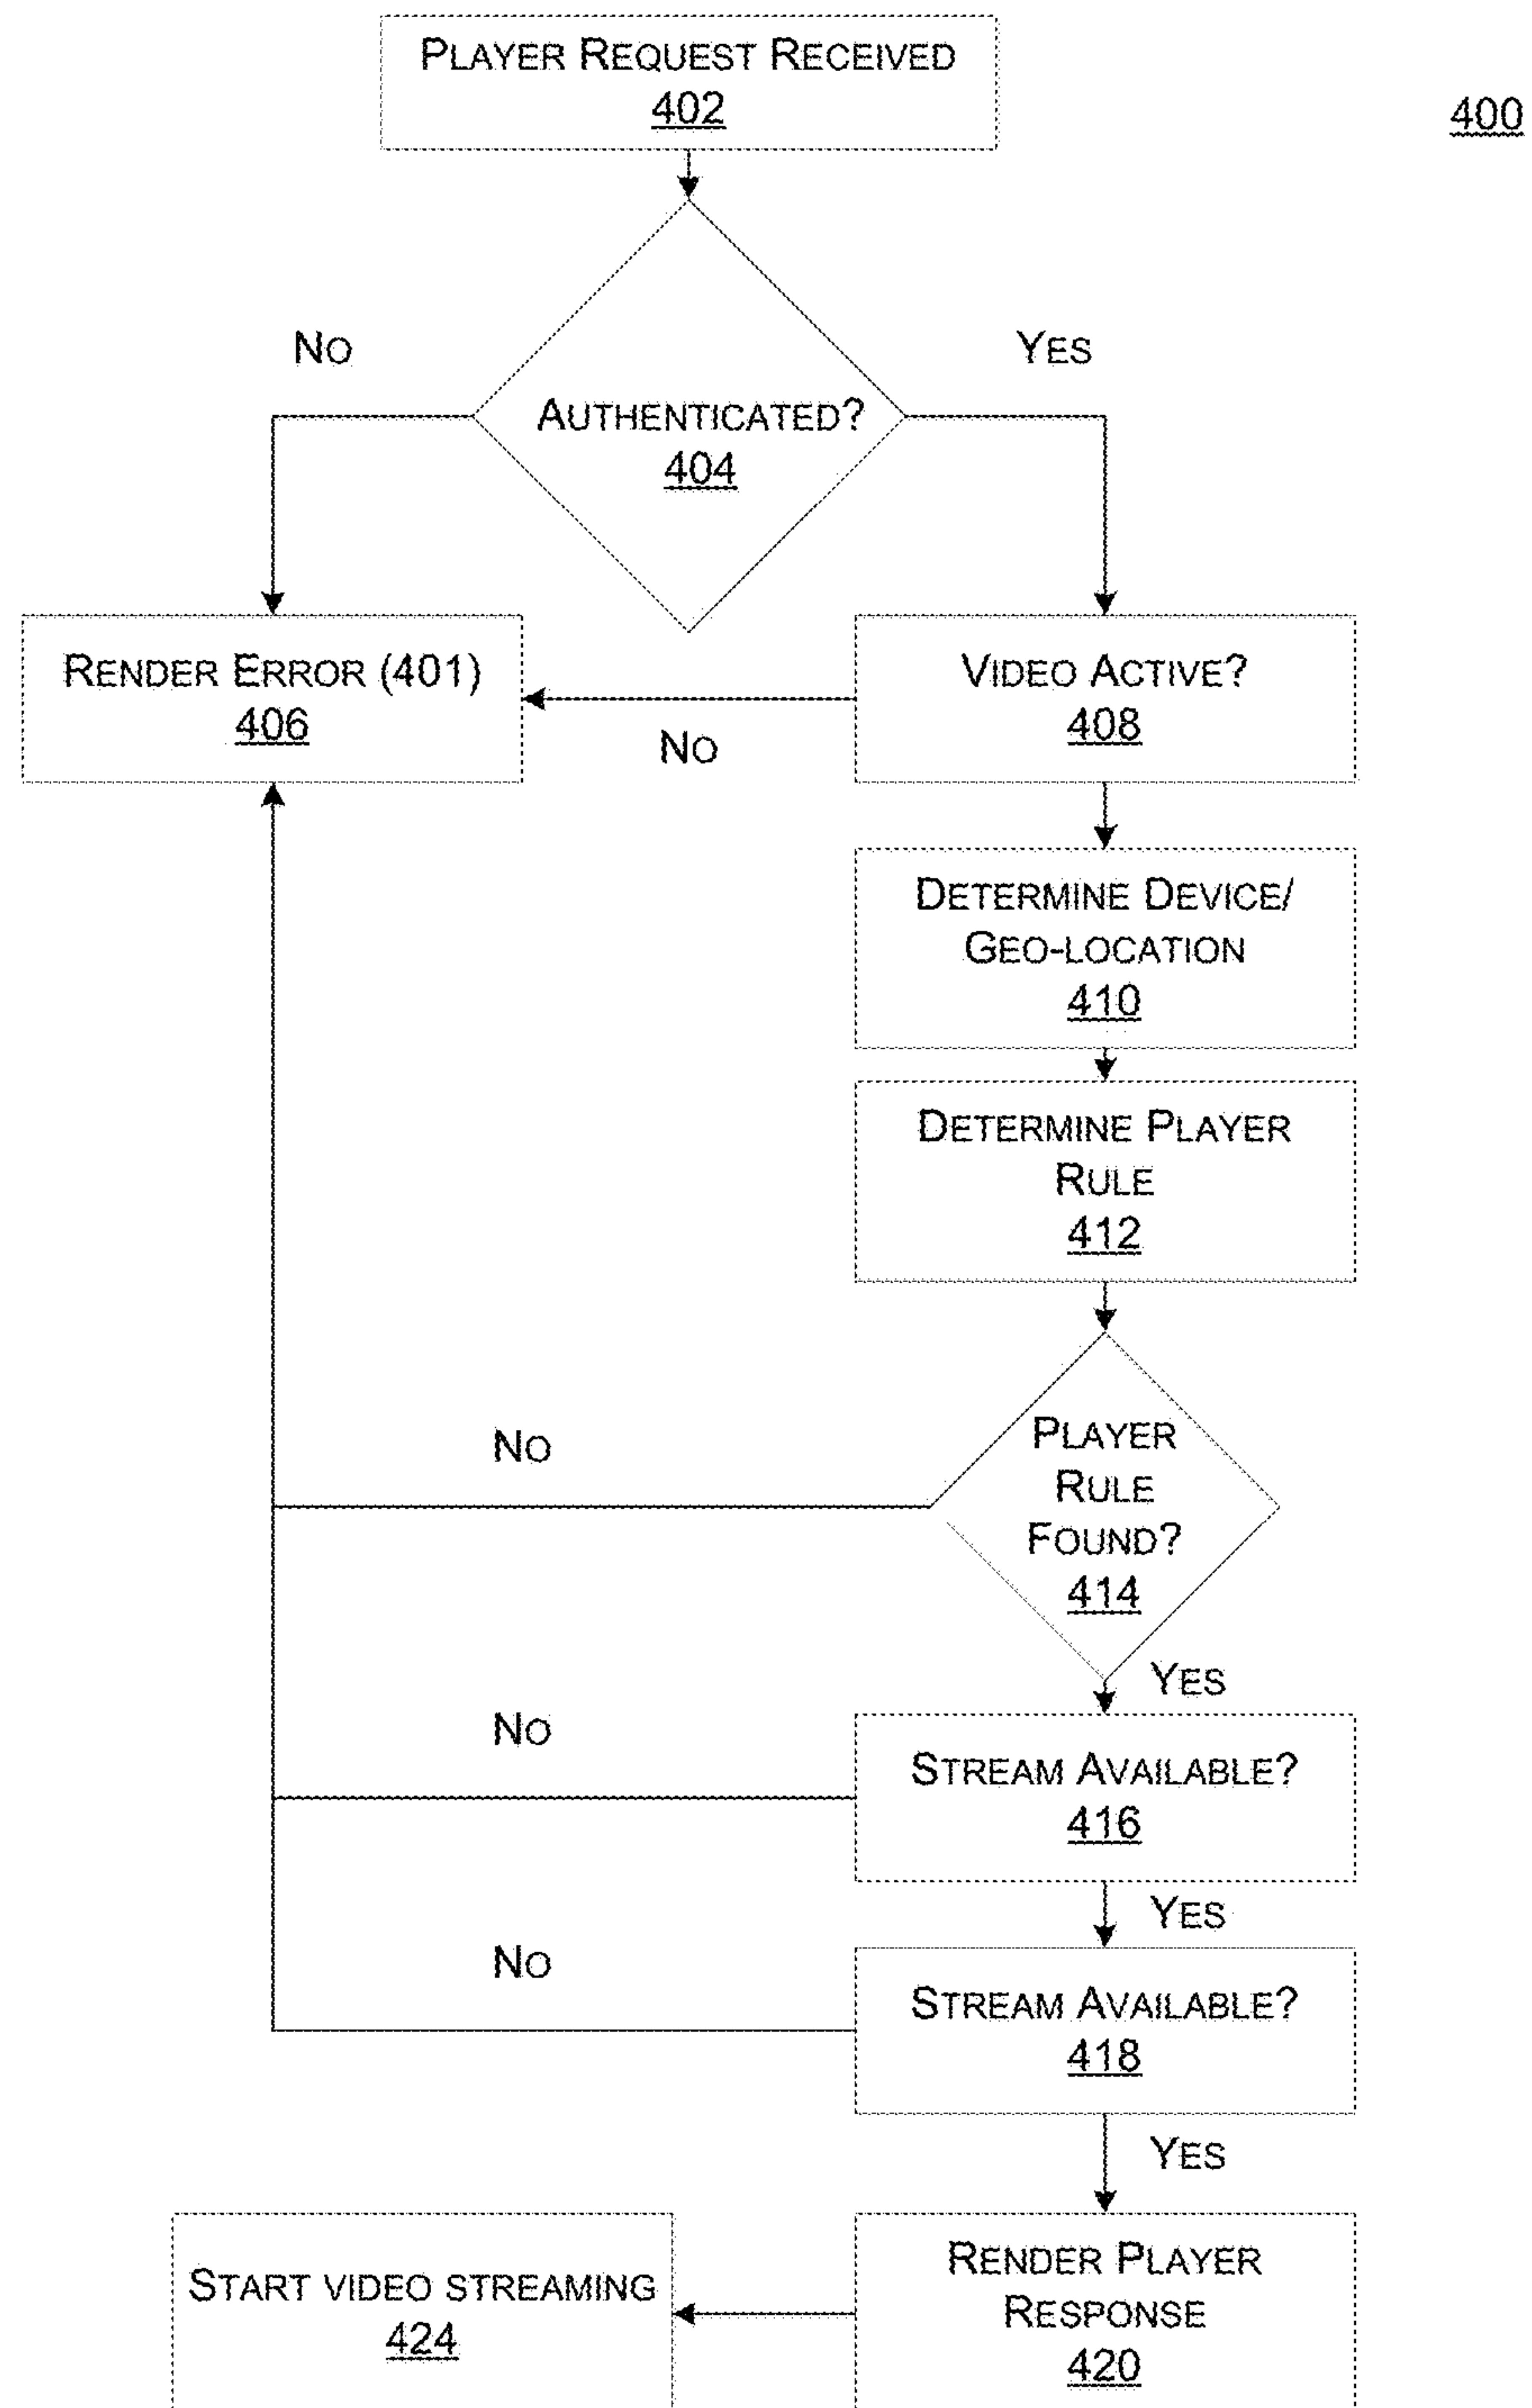 PLAYER REQUEST RECEIVED
402
400
NO
YES
AUTHENTICATED?
404
RENDER ERROR (401)
406
NO
VIDEO ACTIVE?
408
DETERMINE DEVICE/
GEO-LOCATION
410
DETERMINE PLAYER
RULE
412
NO
PLAYER
RULE
FOUND?
414
YES
NO
STREAM AVAILABLE?
416
YES
NO
STREAM AVAILABLE?
418
YES
START VIDEO STREAMING
424
RENDER PLAYER
RESPONSE
420